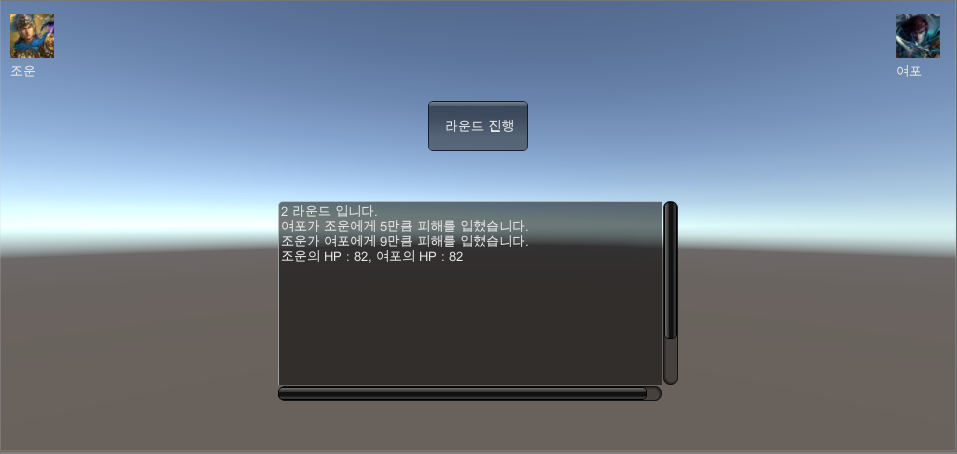 조운
여포
라운드 진행
2 라운드 입니다.
여포가 조운에게 5만큼 피해를 입혔습니다.
조운가 여포에게 9만큼 피해를 입혔습니다.
조운의 HP : 82, 여포의 HP : 82